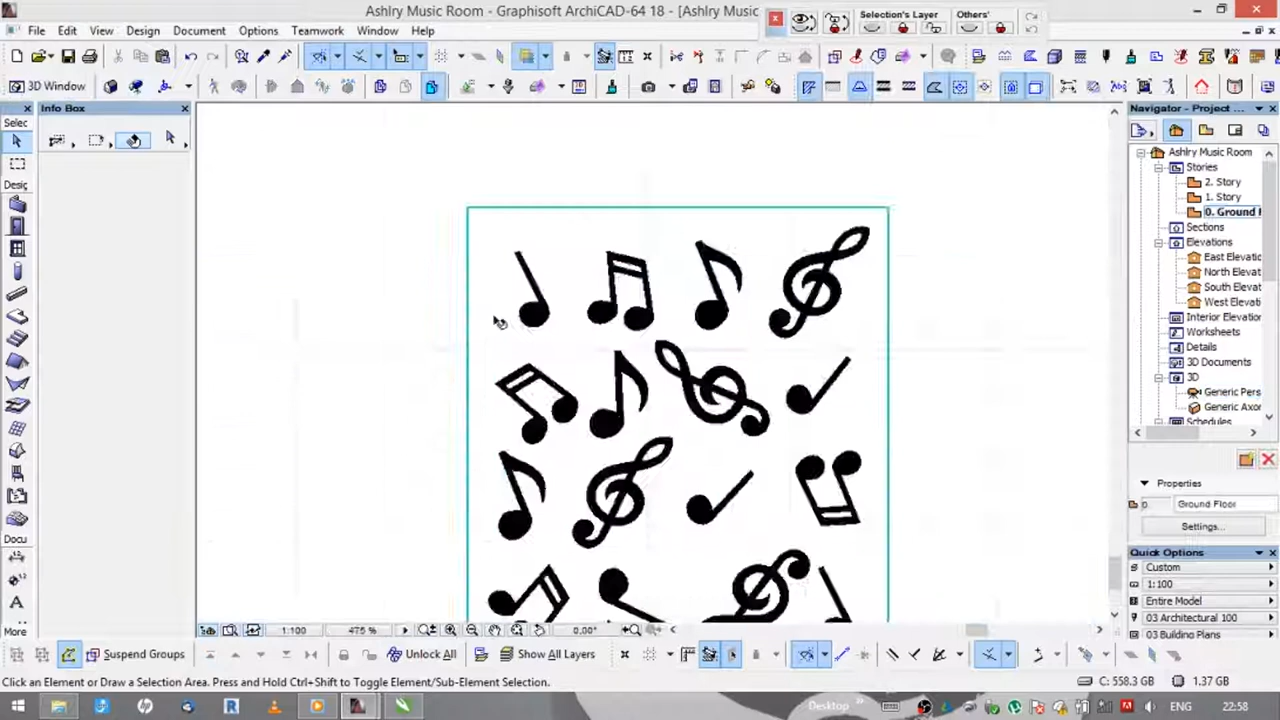 Ashlry Music Room - Graphisoft ArchiCAD-64 18 - [Ashlry Music
Selection's Layer
Others'
File Edit View Design Document Options Teamwork Window Help
3D Window
Selec
Info Box
Navigator - Project ...
Ashlry Music Room
Stories
2. Story
1. Story
0. Ground
Sections
Elevations
East Elevatio
North Elevat
South Elevat
West Elevati
Interior Elevation
Worksheets
Details
3D Documents
3D
Generic Pers
Generic Axor
Schedules
Desig
Docu
More
Properties
0.
Ground Floor
Settings...
Quick Options
Custom
1:100
Entire Model
03 Architectural 100
03 Building Plans
1:100
475 %
0,00°
Suspend Groups
Unlock All
Show All Layers
Click an Element or Draw a Selection Area. Press and Hold Ctrl+Shift to Toggle Element/Sub-Element Selection.
C: 558.3 GB
1.37 GB
Desktop
ENG
22:58